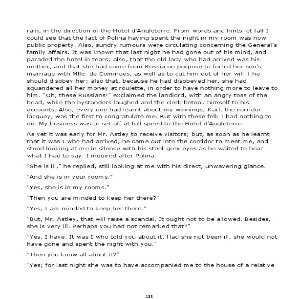 ran, in the direction of the Hotel d'Angleterre. From words and hints let fall I
could see that the fact of Polina having spent the night in my room was now
public property. Also, sundry rumours were circulating concerning the General's
family affairs. It was known that last night he had gone out of his mind, and
paraded the hotel in tears; also, that the old lady who had arrived was his
mother, and that she had come from Russia on purpose to forbid her son's
marriage with Mlle. de Cominges, as well as to cut him out of her will if he
should disobey her; also that, because he had disobeyed her, she had
squandered all her money at roulette, in order to have nothing more to leave to
him. "Oh, these Russians!" exclaimed the landlord, with an angry toss of the
head, while the bystanders laughed and the clerk betook himself to his
accounts. Also, every one had learnt about my winnings; Karl, the corridor
lacquey, was the first to congratulate me. But with these folk I had nothing to
do. My business was to set off at full speed to the Hotel d'Angleterre.
As yet it was early for Mr. Astley to receive visitors; but, as soon as he learnt
that it was I who had arrived, he came out into the corridor to meet me, and
stood looking at me in silence with his steel-grey eyes as he waited to hear
what I had to say. I inquired after Polina.
"She is ill," he replied, still looking at me with his direct, unwavering glance.
"And she is in your rooms."
"Yes, she is in my rooms."
"Then you are minded to keep her there?"
"Yes, I am minded to keep her there."
"But, Mr. Astley, that will raise a scandal. It ought not to be allowed. Besides,
she is very ill. Perhaps you had not remarked that?"
"Yes, I have. It was I who told you about it. Had she not been ill, she would not
have gone and spent the night with you."
"Then you know all about it?"
"Yes; for last night she was to have accompanied me to the house of a relative